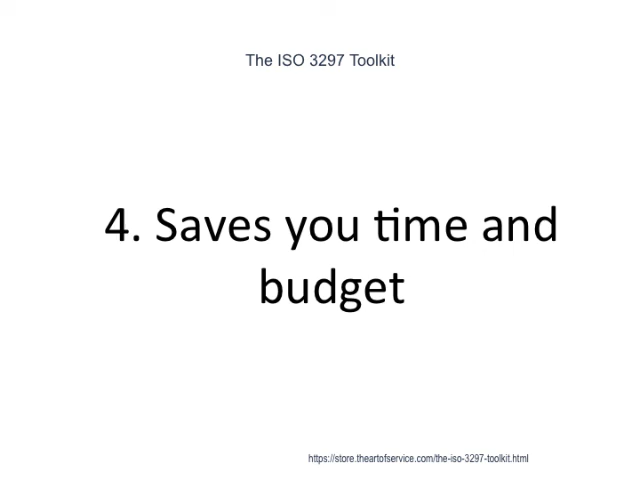 The ISO 3297 Toolkit
4. Saves you time and
budget
https://store.theartofservice.com/the-iso-3297-toolkit.html